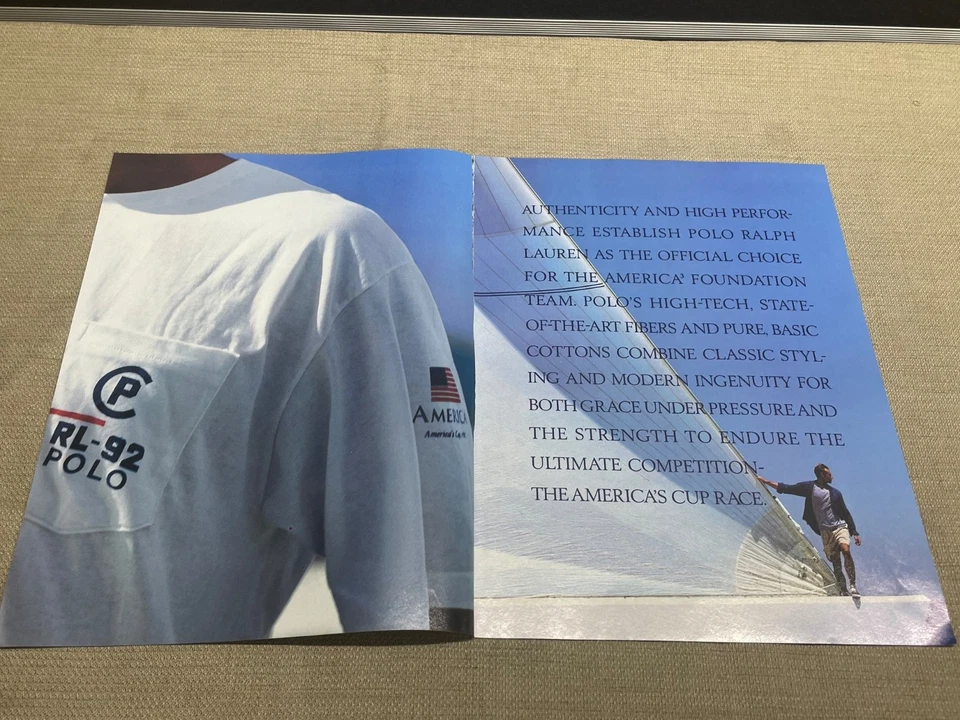 CP
RL-92
POLO
AMERICA
America's Cup
AUTHENTICITY AND HIGH PERFOR-
MANCE ESTABLISH POLO RALPH
LAUREN AS THE OFFICIAL CHOICE
FOR THE AMERICA³ FOUNDATION
TEAM. POLO'S HIGH-TECH, STATE-
OF-THE-ART FIBERS AND PURE, BASIC
COTTONS COMBINE CLASSIC STYL-
ING AND MODERN INGENUITY FOR
BOTH GRACE UNDER PRESSURE AND
THE STRENGTH TO ENDURE THE
ULTIMATE COMPETITION-
THE AMERICA'S CUP RACE.